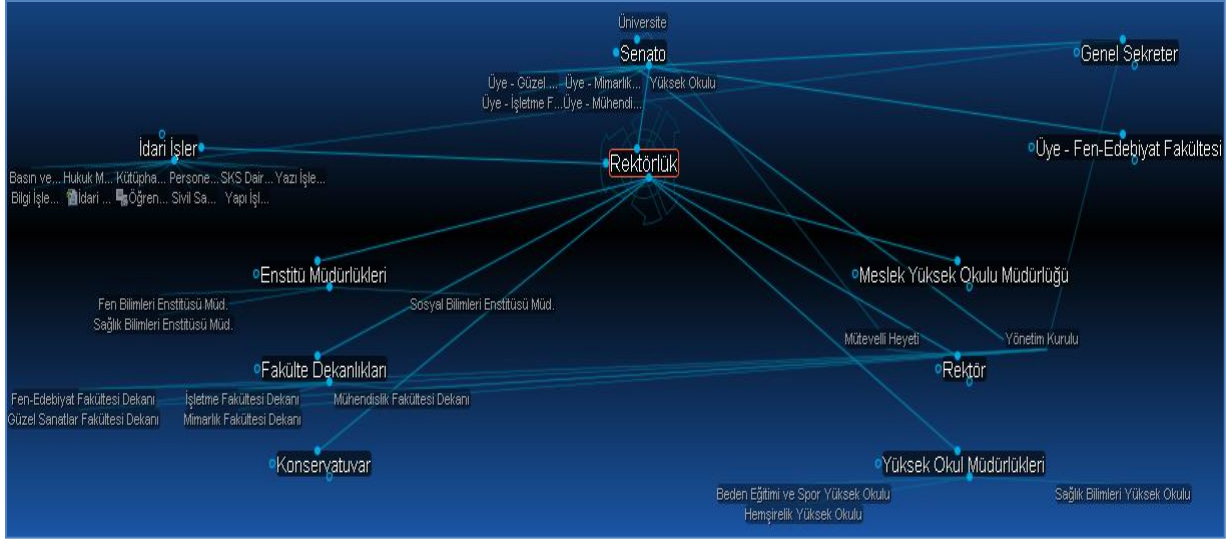 Üniversite
Senato
Genel Sekreter
Üye - Güzel ... Üye - Mimarlık... Yüksek Okulu
Üye - İşletme F... Üye - Mühendi...
İdari İşler
Rektörlük
Üye - Fen-Edebiyat Fakültesi
Basın ve... Hukuk M... Kütüpha... Persone... SKS Dair... Yazı İşle...
Bilgi İşle... İdari ... Öğren... Sivil Sa... Yapı İşl...
Enstitü Müdürlükleri
Meslek Yüksek Okulu Müdürlüğü
Fen Bilimleri Enstitüsü Müd.
Sosyal Bilimleri Enstitüsü Müd.
Sağlık Bilimleri Enstitüsü Müd.
Mütevelli Heyeti
Yönetim Kurulu
Fakülte Dekanlıkları
Rektör
Fen-Edebiyat Fakültesi Dekanı
İşletme Fakültesi Dekanı
Mühendislik Fakültesi Dekanı
Güzel Sanatlar Fakültesi Dekanı
Mimarlık Fakültesi Dekanı
Konservatuvar
Yüksek Okul Müdürlükleri
Beden Eğitimi ve Spor Yüksek Okulu
Sağlık Bilimleri Yüksek Okulu
Hemşirelik Yüksek Okulu